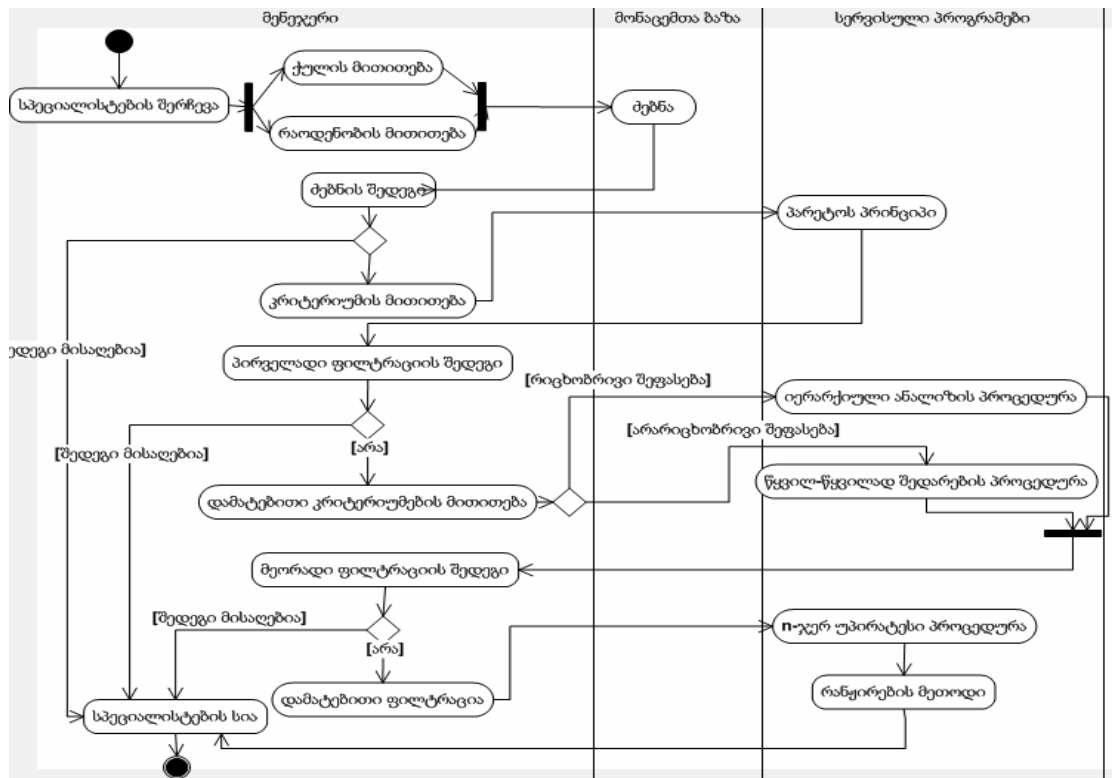 მენეჯერი
მონაცემთა ბაზა
სერვისული პროგრამები
ქულის მითითება
სპეციალისტების შერჩევა
ძებნა
რაოდენობის მითითება
ძებნის შედეგი
პარეტოს პრინციპი
კრიტერიუმის მითითება
ედეგი მისაღებია]
პირველადი ფილტრაციის შედეგი
[რიცხობრივი შეფასება]
იერარქიული ანალიზის პროცედურა
[არარიცხობრივი შეფასება]
[არა]
[შედეგი მისაღებია]
წყვილ-წყვილად შედარების პროცედურა
დამატებითი კრიტერიუმების მითითება
მეორადი ფილტრაციის შედეგი
[შედეგი მისაღებია]
n-ჯერ უპირატესი პროცედურა
[არა]
დამატებითი ფილტრაცია
რანჟირების მეთოდი
სპეციალისტების სია